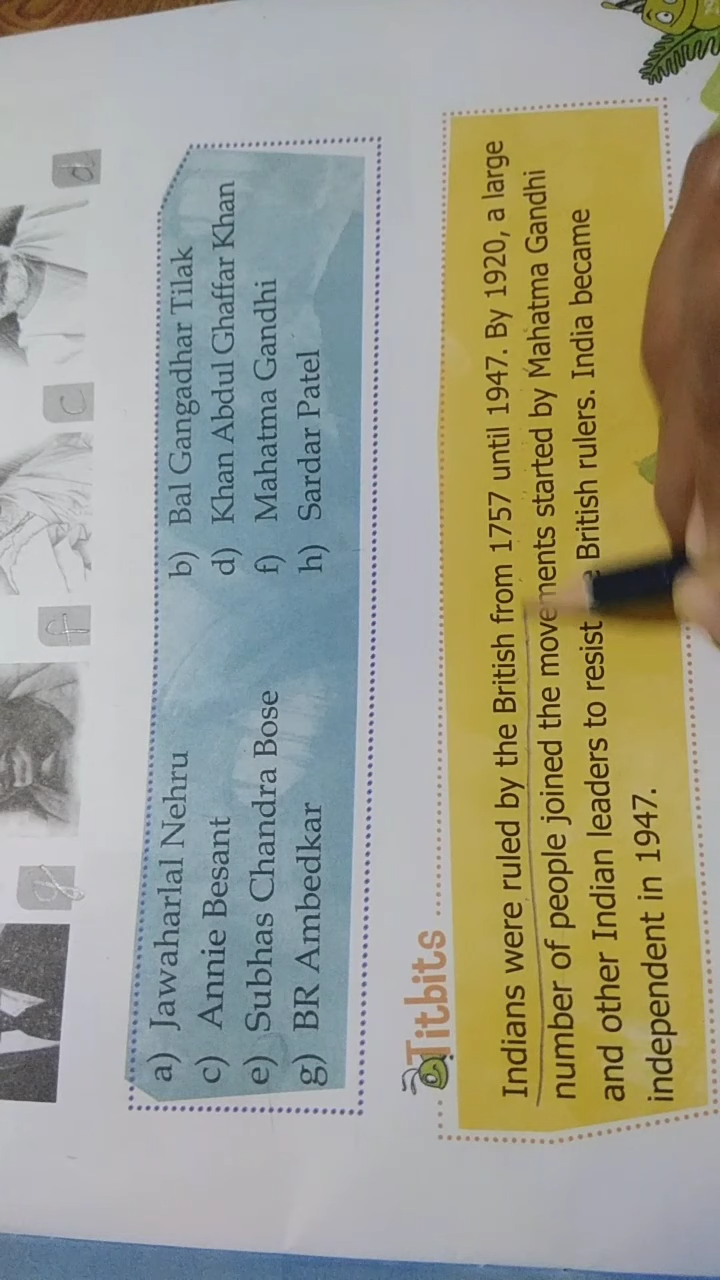 g f c d
a) Jawaharlal Nehru b) Bal Gangadhar Tilak
c) Annie Besant d) Khan Abdul Ghaffar Khan
e) Subhas Chandra Bose f) Mahatma Gandhi
g) BR Ambedkar h) Sardar Patel
Titbits
Indians were ruled by the British from 1757 until 1947. By 1920, a large
number of people joined the movements started by Mahatma Gandhi
and other Indian leaders to resist British rulers. India became
independent in 1947.